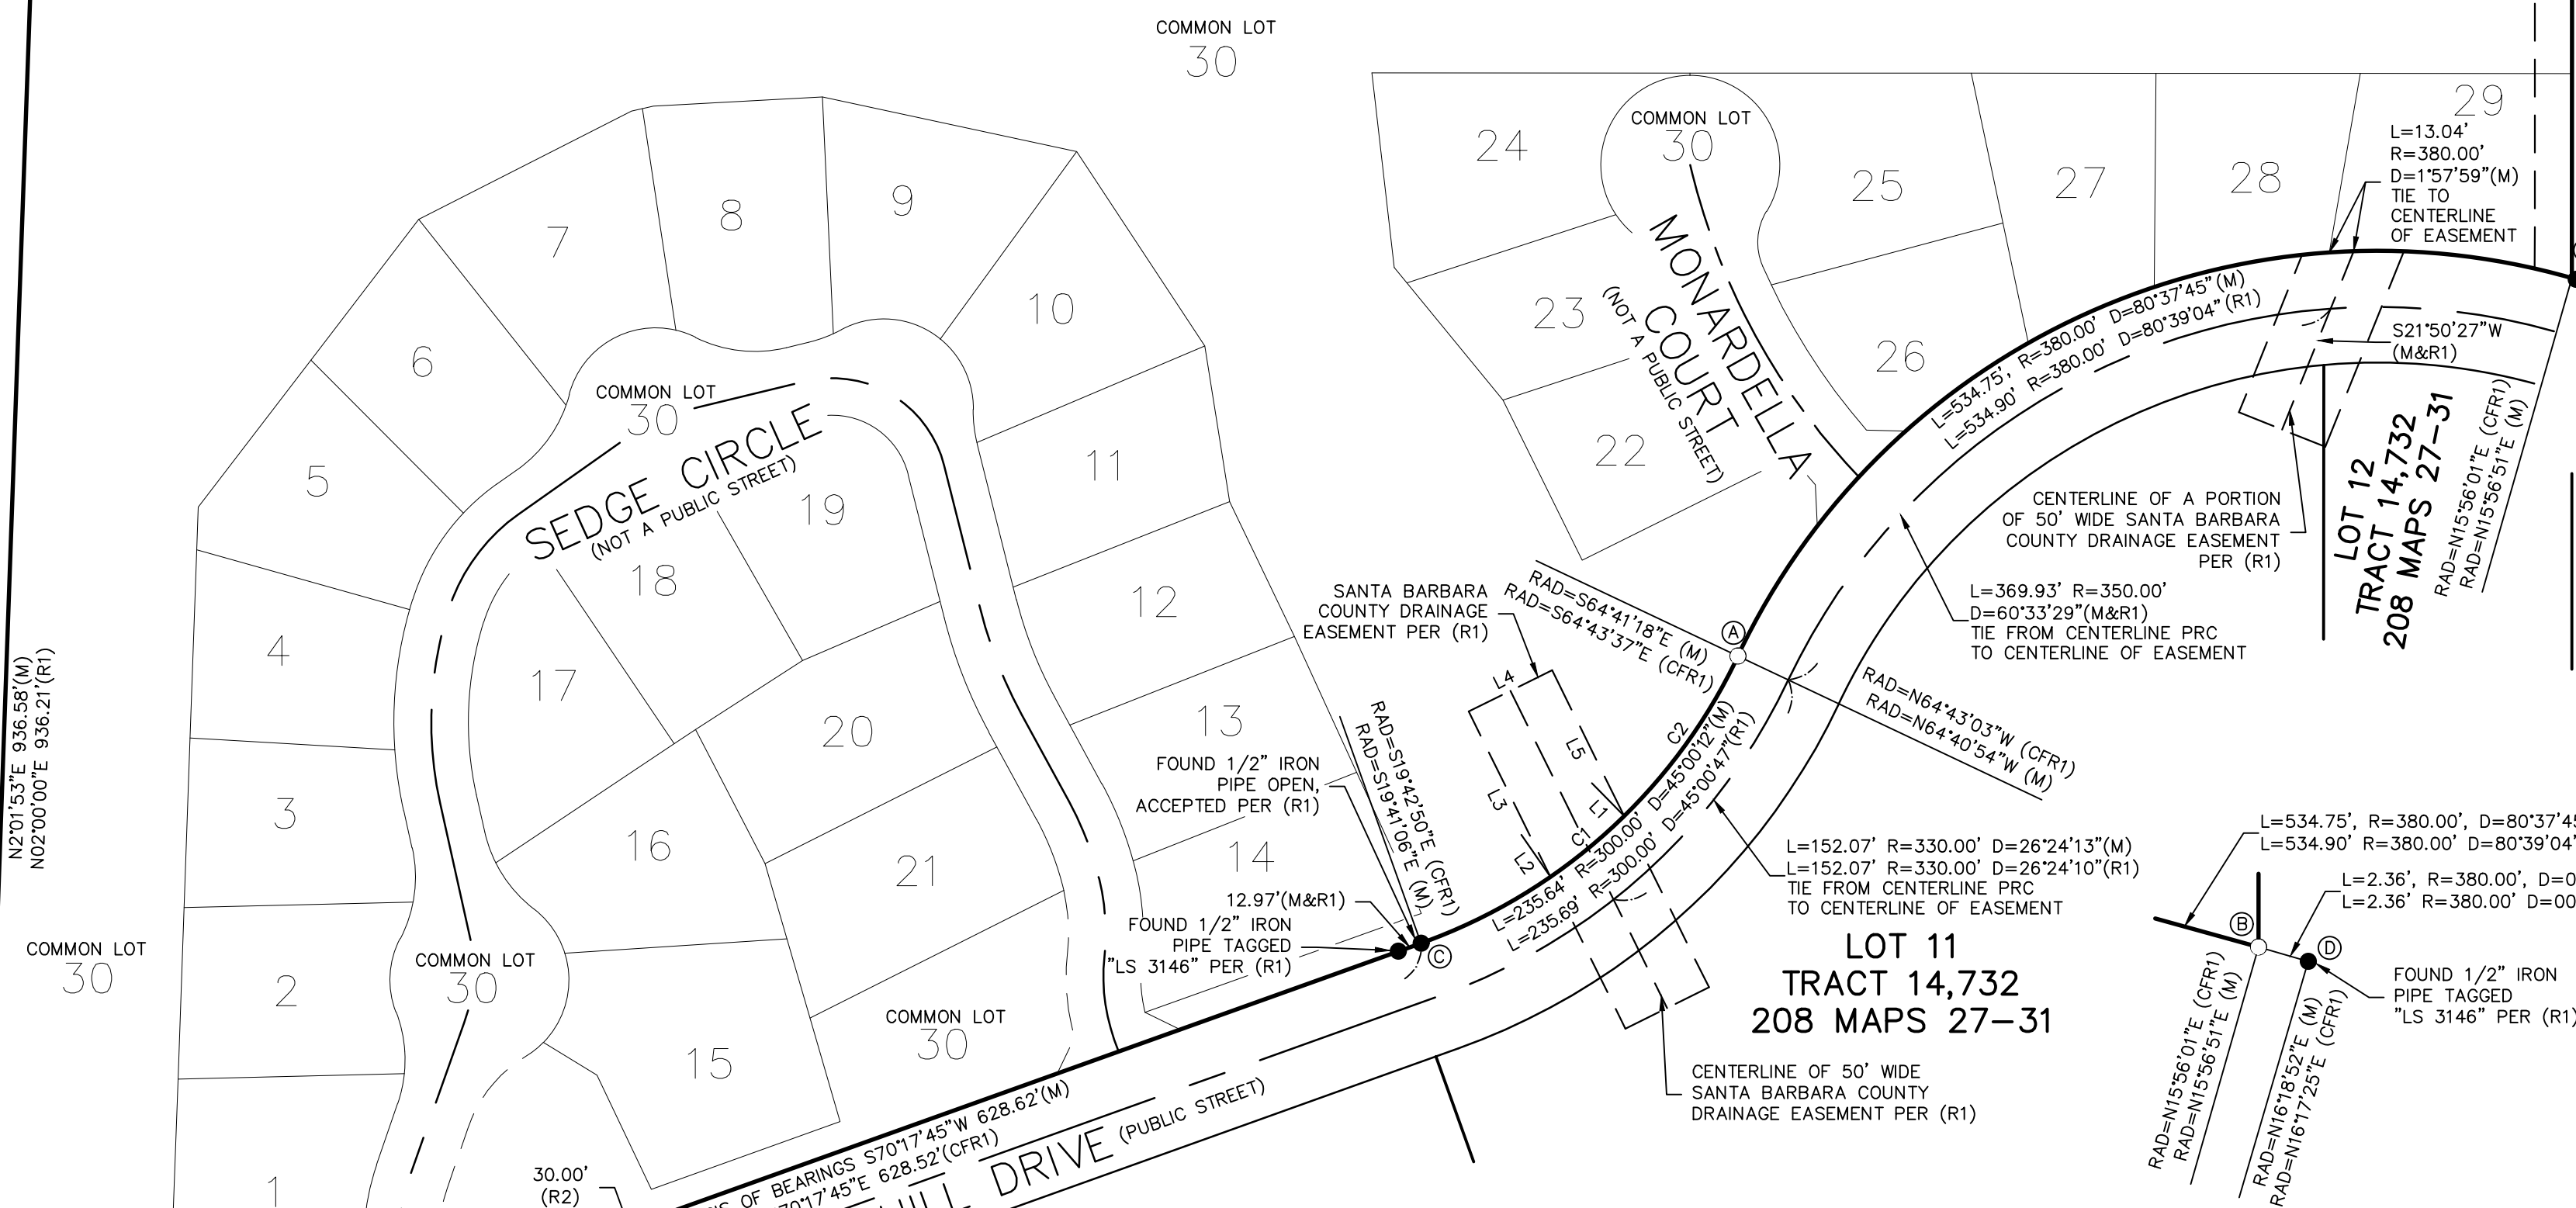 COMMON LOT
30
24
COMMON LOT
30
25
27
28
29
L=13.04'
R=380.00'
D=1°57'59"(M)
TIE TO
CENTERLINE
OF EASEMENT
7
8
9
10
6
5
COMMON LOT
30
SEDGE CIRCLE
(NOT A PUBLIC STREET)
19
18
11
12
23
22
MONARDELLA
COURT
(NOT A PUBLIC STREET)
26
L=534.75', R=380.00' D=80°37'45"(M)
L=534.90' R=380.00' D=80°39'04"(R1)
S21°50'27"W
(M&R1)
CENTERLINE OF A PORTION
OF 50' WIDE SANTA BARBARA
COUNTY DRAINAGE EASEMENT
PER (R1)
LOT 12
TRACT 14,732
208 MAPS 27-31
RAD=N15°56'01"E (CFR1)
RAD=N15°56'51"E (M)
L=369.93' R=350.00'
D=60°33'29"(M&R1)
TIE FROM CENTERLINE PRC
TO CENTERLINE OF EASEMENT
SANTA BARBARA
COUNTY DRAINAGE
EASEMENT PER (R1)
RAD=S64°41'18"E (M)
RAD=S64°43'37"E (CFR1)
A
RAD=N64°43'03"W (CFR1)
RAD=N64°40'54"W (M)
4
17
20
13
N2°01'53"E 936.58'(M)
N02°00'00"E 936.21'(R1)
3
16
21
14
FOUND 1/2" IRON
PIPE OPEN,
ACCEPTED PER (R1)
RAD=S19°42'50"E (CFR1)
RAD=S19°41'06"E (M)
L4
L5
L3
L1
L2
C1
C2
L=235.64' R=300.00' D=45°00'12"(M)
L=235.69' R=300.00' D=45°00'47"(R1)
L=152.07' R=330.00' D=26°24'13"(M)
L=152.07' R=330.00' D=26°24'10"(R1)
TIE FROM CENTERLINE PRC
TO CENTERLINE OF EASEMENT
12.97'(M&R1)
FOUND 1/2" IRON
PIPE TAGGED
"LS 3146" PER (R1)
C
LOT 11
TRACT 14,732
208 MAPS 27-31
CENTERLINE OF 50' WIDE
SANTA BARBARA COUNTY
DRAINAGE EASEMENT PER (R1)
L=534.75', R=380.00', D=80°37'45
L=534.90' R=380.00' D=80°39'04"
L=2.36', R=380.00', D=0
L=2.36' R=380.00' D=00
B
D
FOUND 1/2" IRON
PIPE TAGGED
"LS 3146" PER (R1)
RAD=N15°56'01"E (CFR1)
RAD=N15°56'51"E (M)
RAD=N16°18'52"E (M)
RAD=N16°17'25"E (CFR1)
COMMON LOT
30
2
COMMON LOT
30
COMMON LOT
30
15
1
30.00'
(R2)
OF BEARINGS S70°17'45"W 628.62'(M)
70°17'45"E 628.52'(CFR1)
HILL DRIVE (PUBLIC STREET)